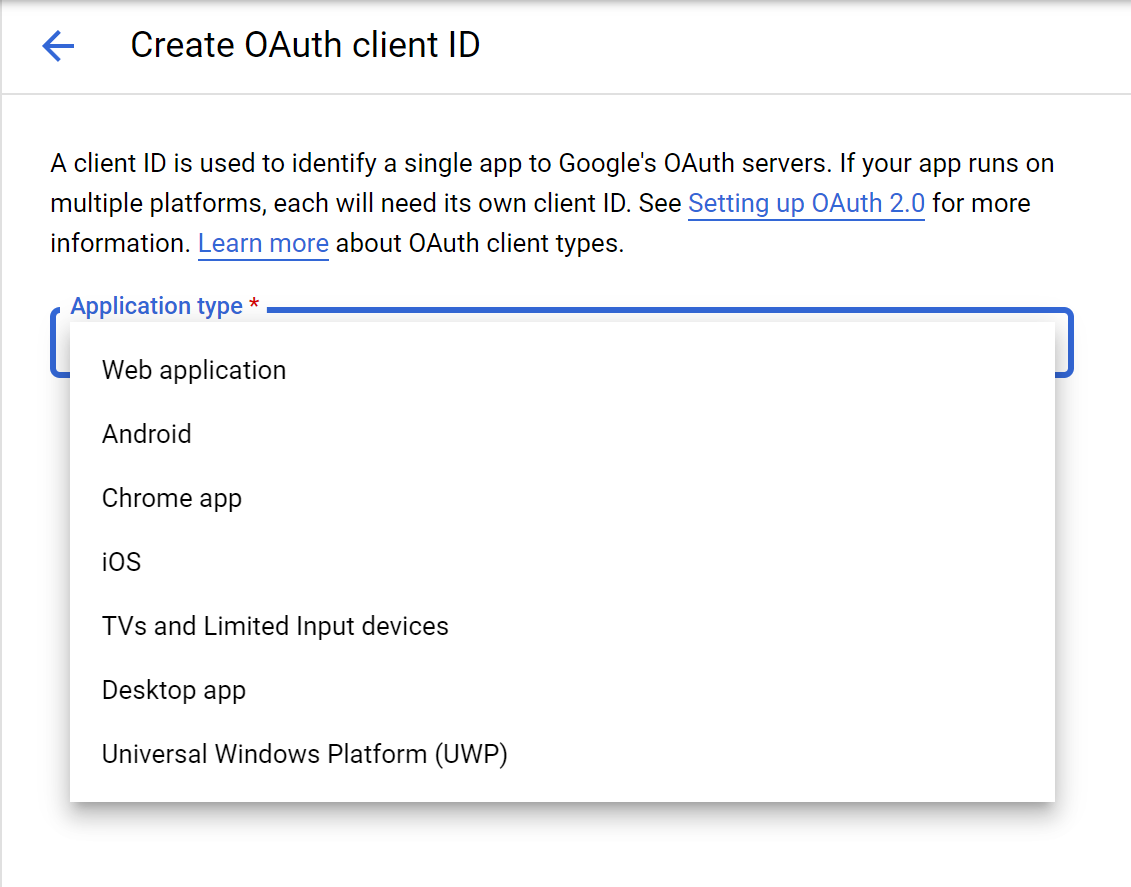 Create OAuth client ID
A client ID is used to identify a single app to Google's OAuth servers. If your app runs on
multiple platforms, each will need its own client ID. See Setting up OAuth 2.0 for more
information. Learn more about OAuth client types.
Application type *
Web application
Android
Chrome app
iOS
TVs and Limited Input devices
Desktop app
Universal Windows Platform (UWP)